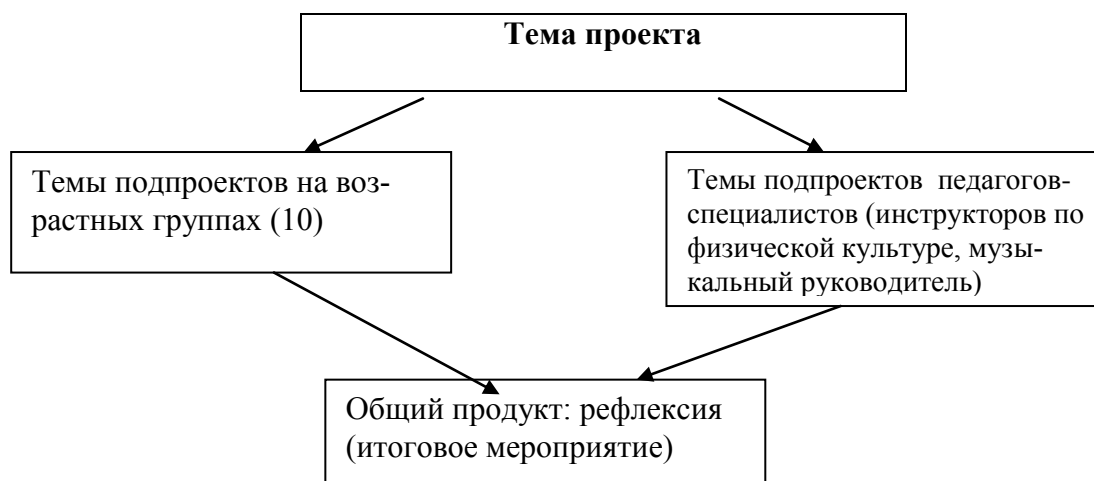 Тема проекта
Темы подпроектов на воз-
растных группах (10)
Темы подпроектов  педагогов-
специалистов (инструкторов по
физической культуре, музы-
кальный руководитель)
Общий продукт: рефлексия
(итоговое мероприятие)